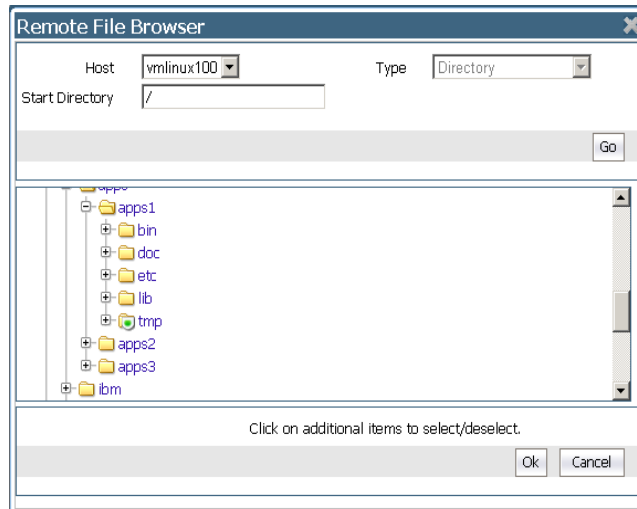 Remote File Browser
Host vmlinux100 Type Directory
Start Directory /
Go
apps1
bin
doc
etc
lib
tmp
apps2
apps3
ibm
Click on additional items to select/deselect.
Ok Cancel